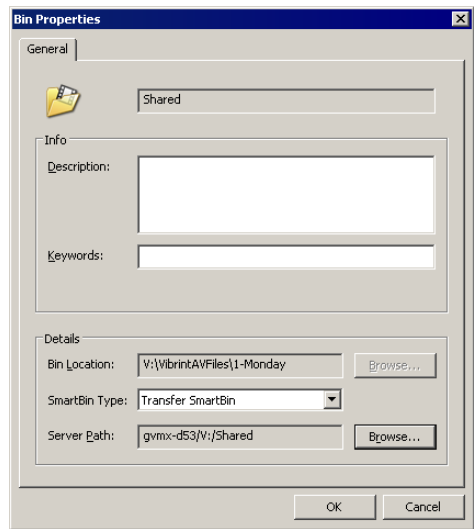 Bin Properties
General
Shared
Info
Description:
Keywords:
Details
Bin Location: V:\VibrintAVFiles\1-Monday Browse...
SmartBin Type: Transfer SmartBin
Server Path: gvmx-d53/V:/Shared Browse...
OK Cancel